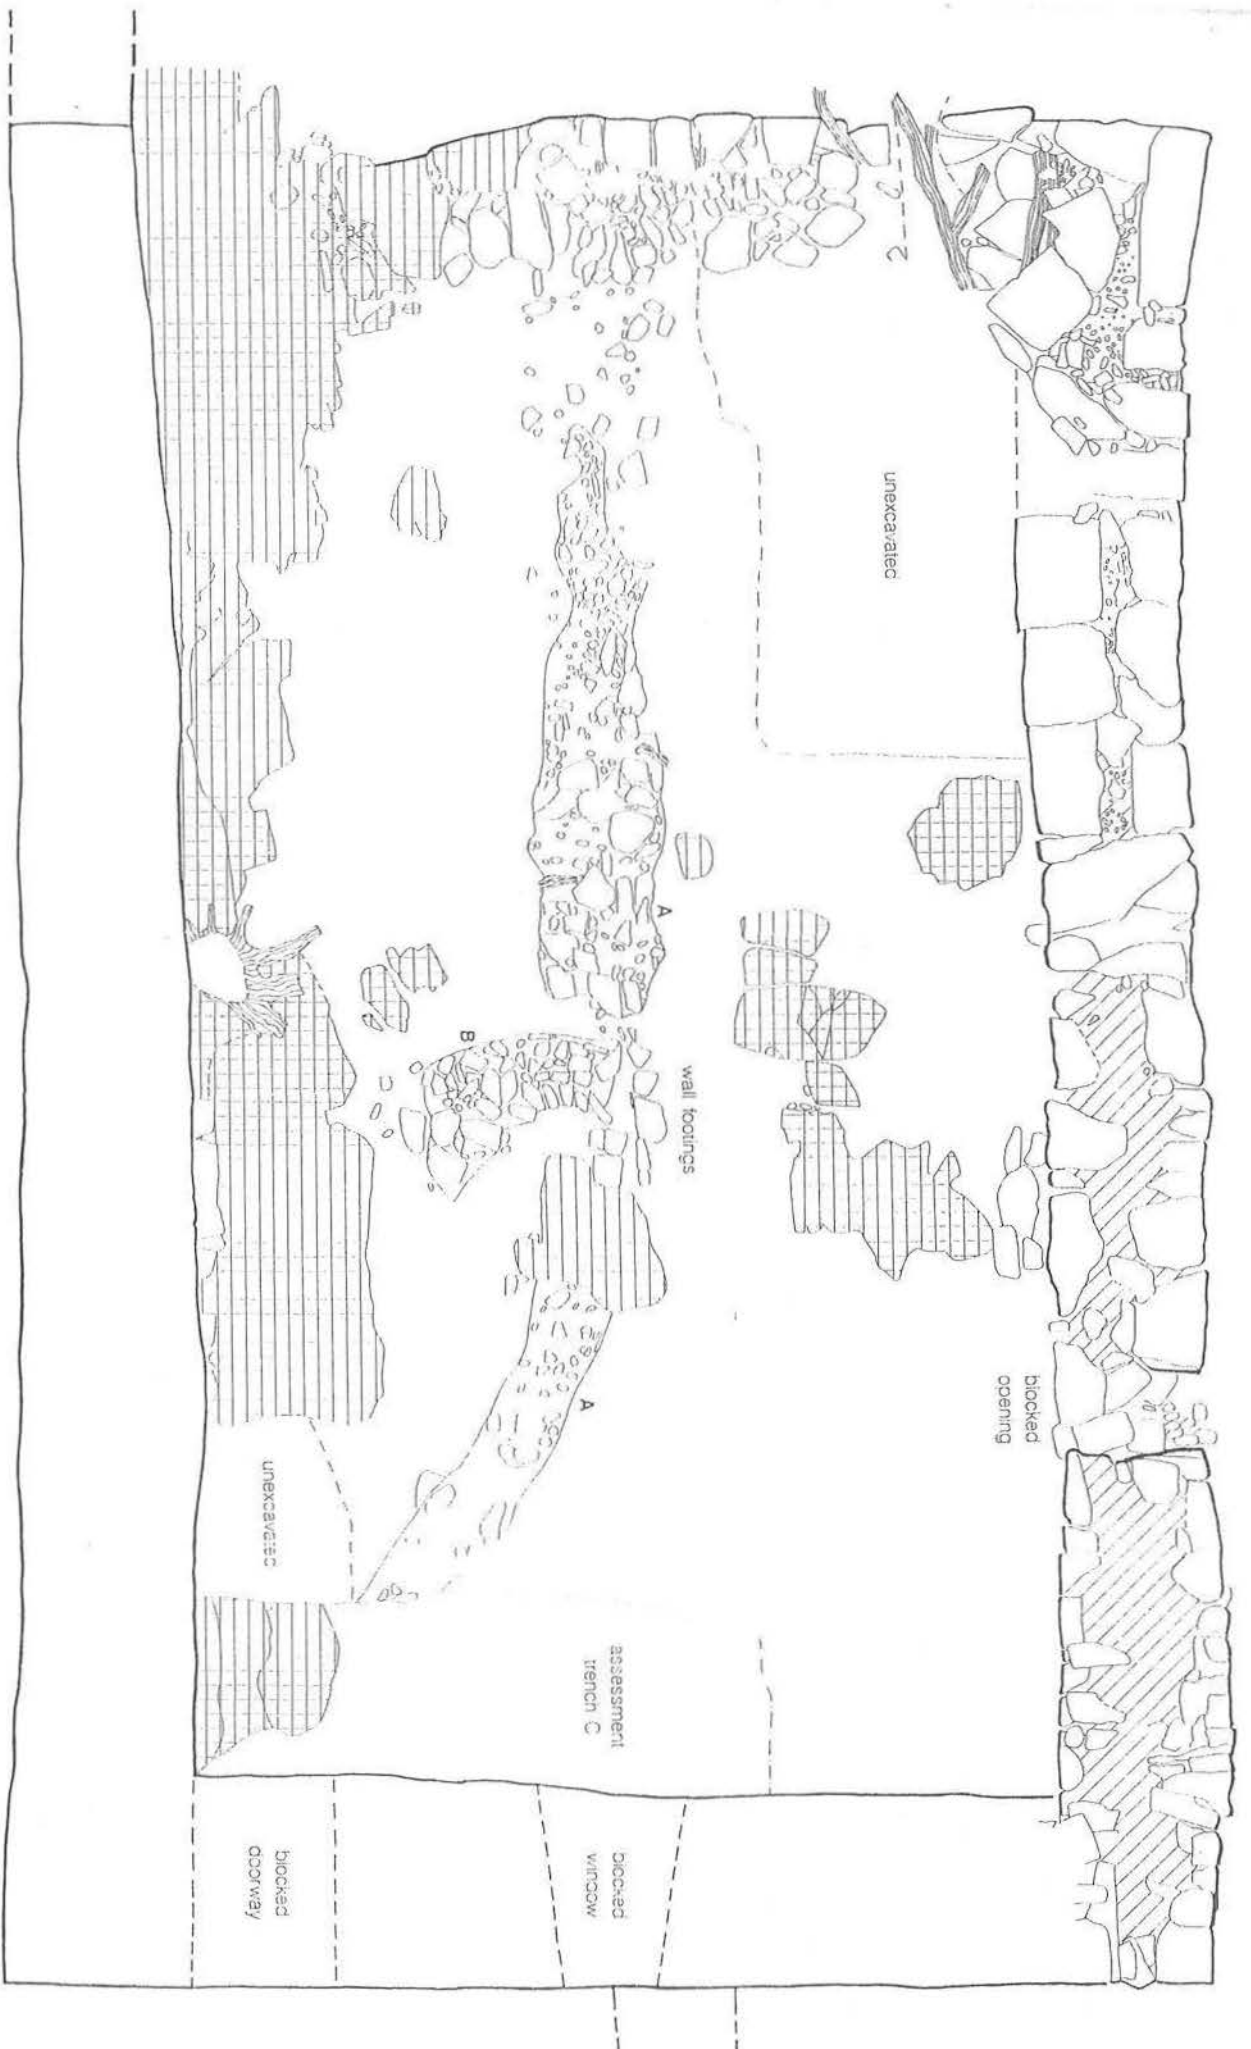 2
unexcavated
A
B
wall footings
blocked
opening
A
unexcavated
assessment
trench C
blocked
window
blocked
doorway